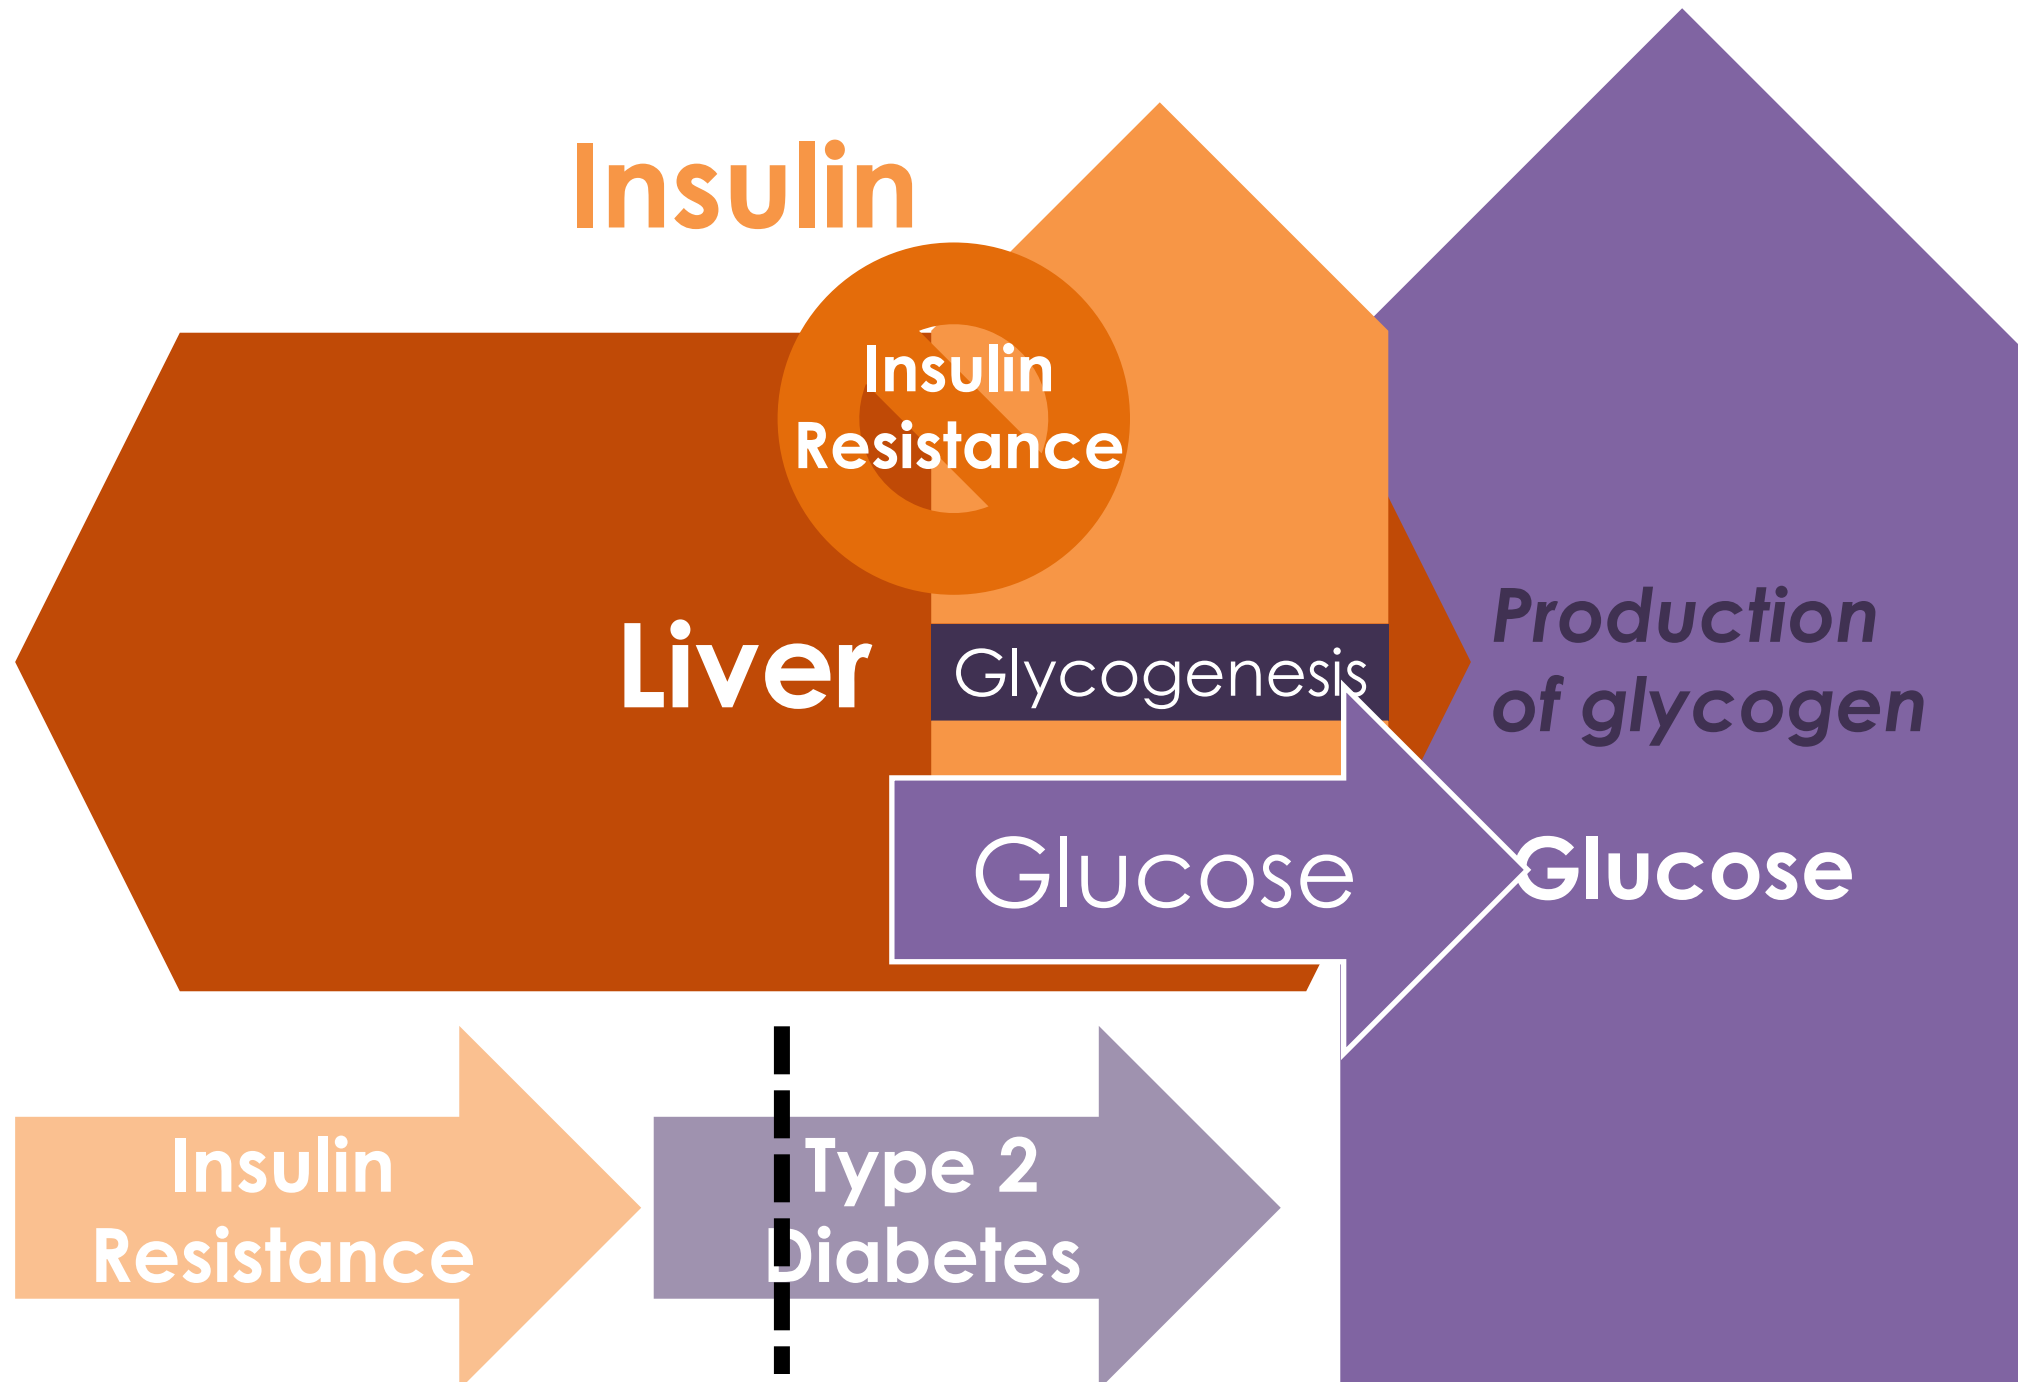 Insulin
Insulin
Resistance
Liver
Glycogenesis
Production
of glycogen
Glucose
Glucose
Insulin
Resistance
Type 2
Diabetes